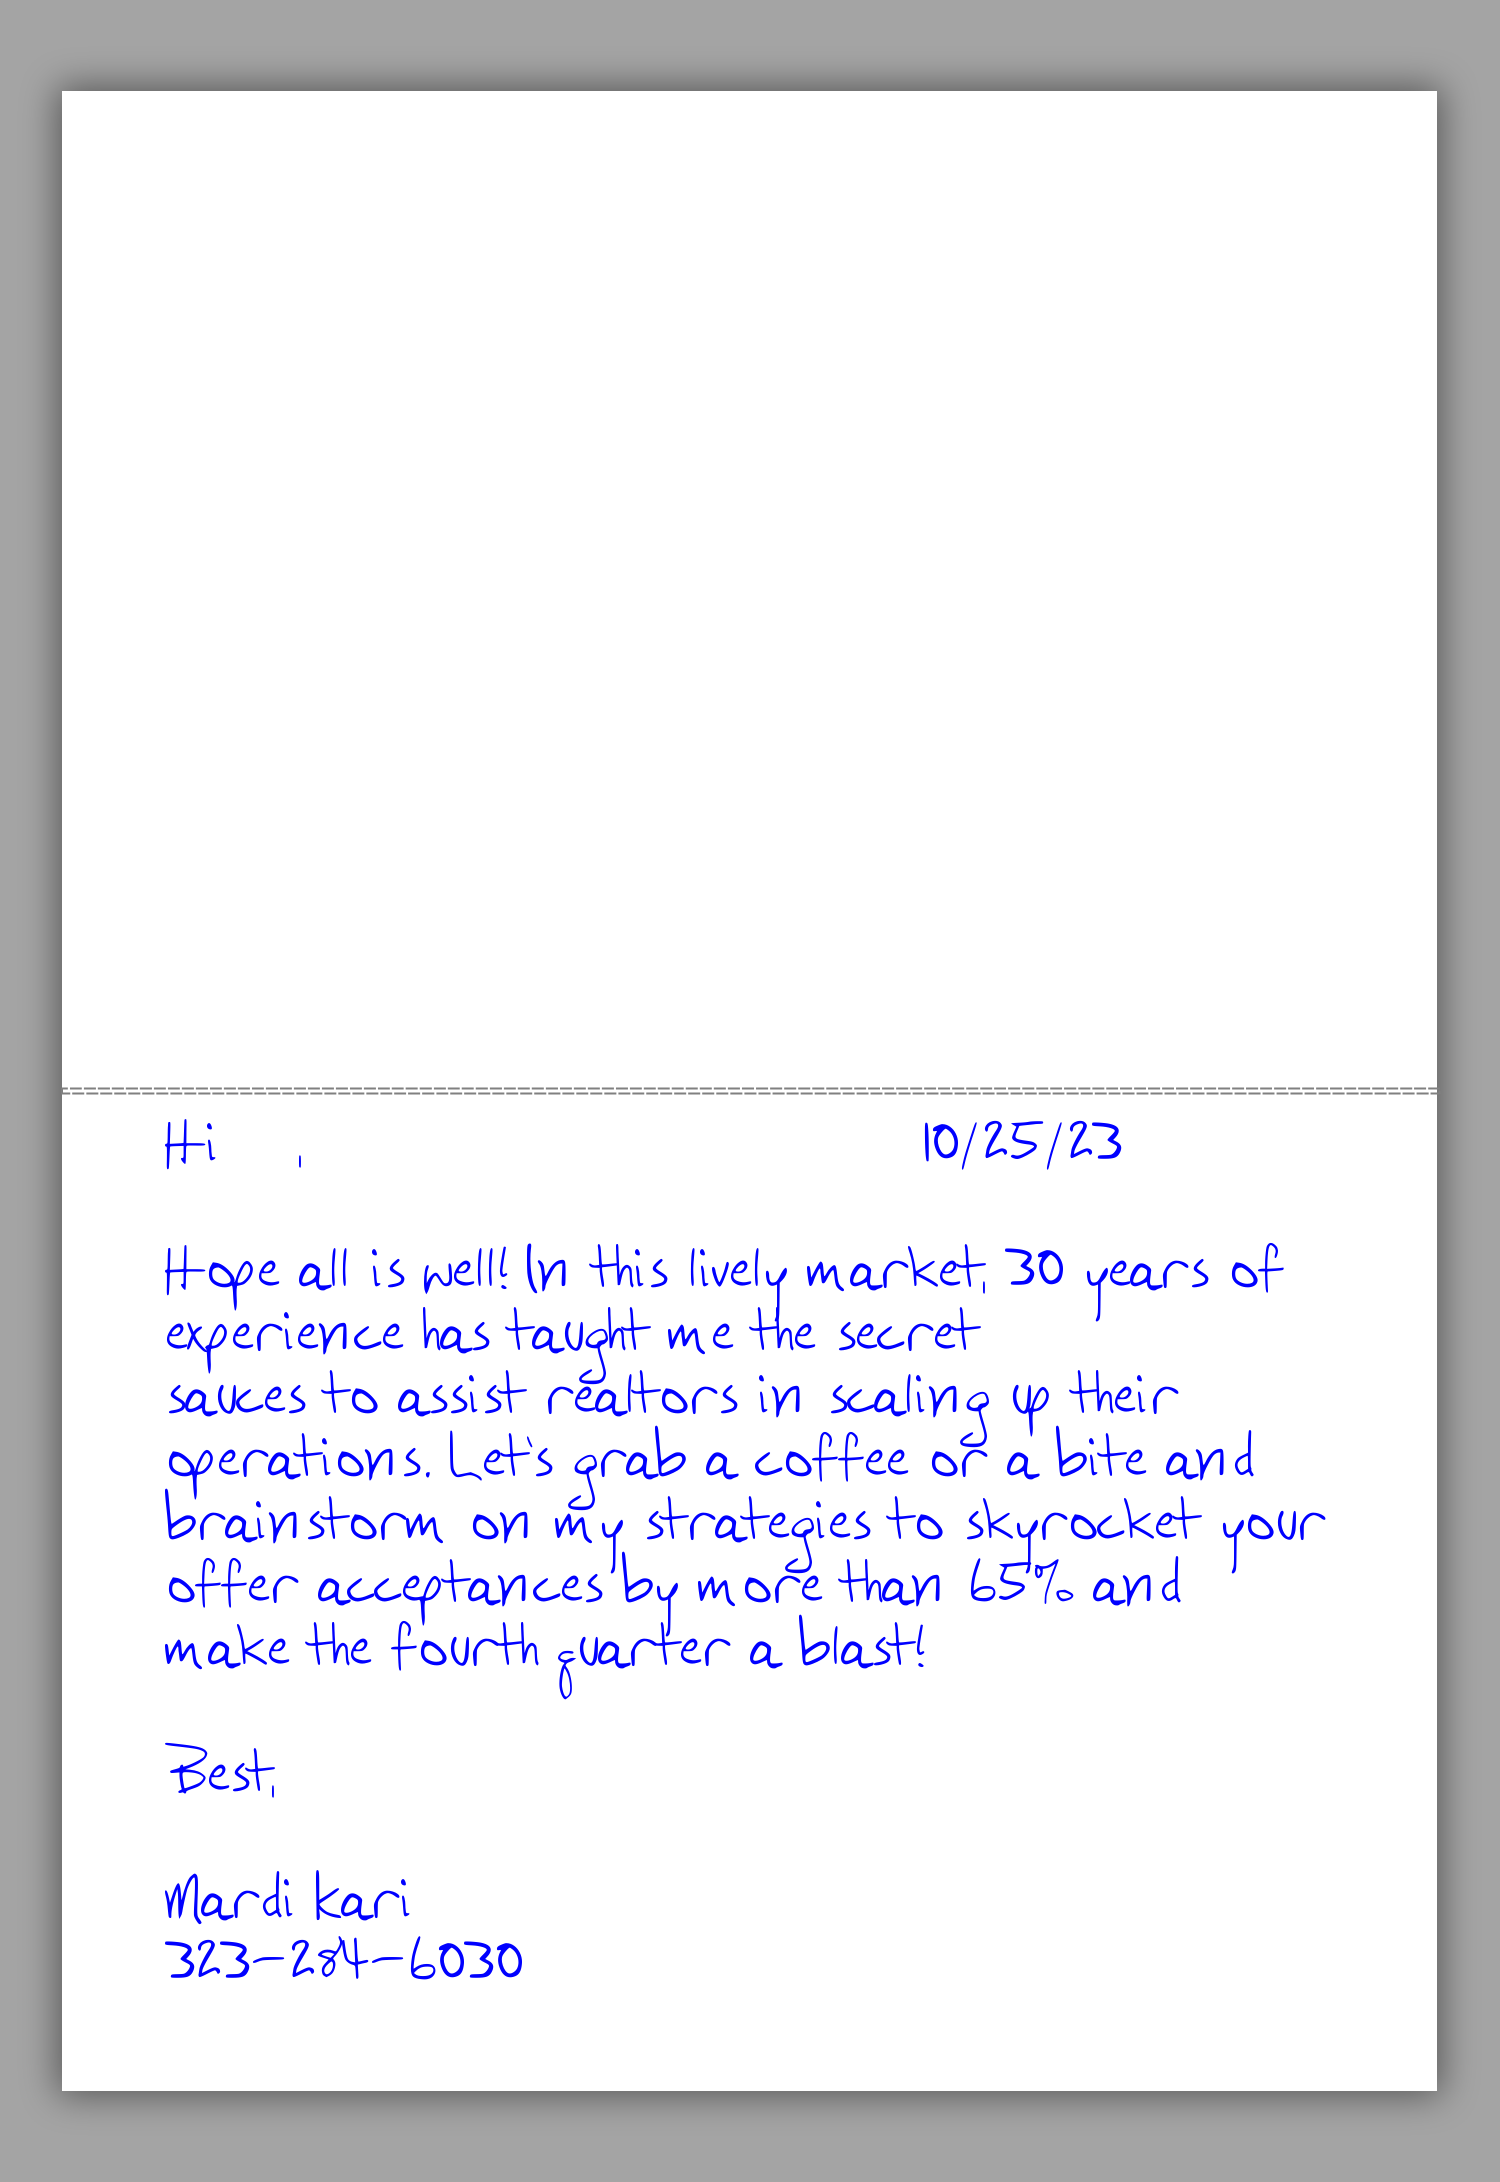 Hi , 10/25/23
Hope all is well! In this lively market, 30 years of
experience has taught me the secret
sauces to assist realtors in scaling up their
operations. Let's grab a coffee or a bite and
brainstorm on my strategies to skyrocket your
offer acceptances by more than 65% and
make the fourth quarter a blast!
Best,
Mardi Kari
323-284-6030